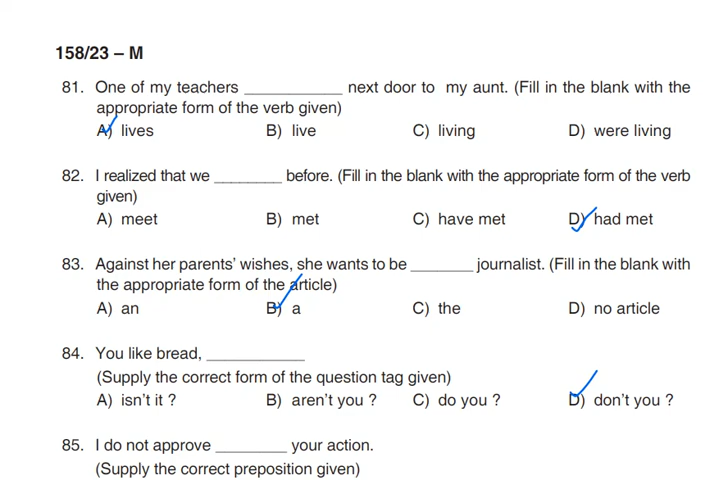 158/23 – M
81. One of my teachers ____________ next door to my aunt. (Fill in the blank with the
appropriate form of the verb given)
A) lives B) live C) living D) were living
82. I realized that we ________ before. (Fill in the blank with the appropriate form of the verb
given)
A) meet B) met C) have met D) had met
83. Against her parents' wishes, she wants to be ________ journalist. (Fill in the blank with
the appropriate form of the article)
A) an B) a C) the D) no article
84. You like bread, ____________
(Supply the correct form of the question tag given)
A) isn't it ? B) aren't you ? C) do you ? D) don't you ?
85. I do not approve _________ your action.
(Supply the correct preposition given)